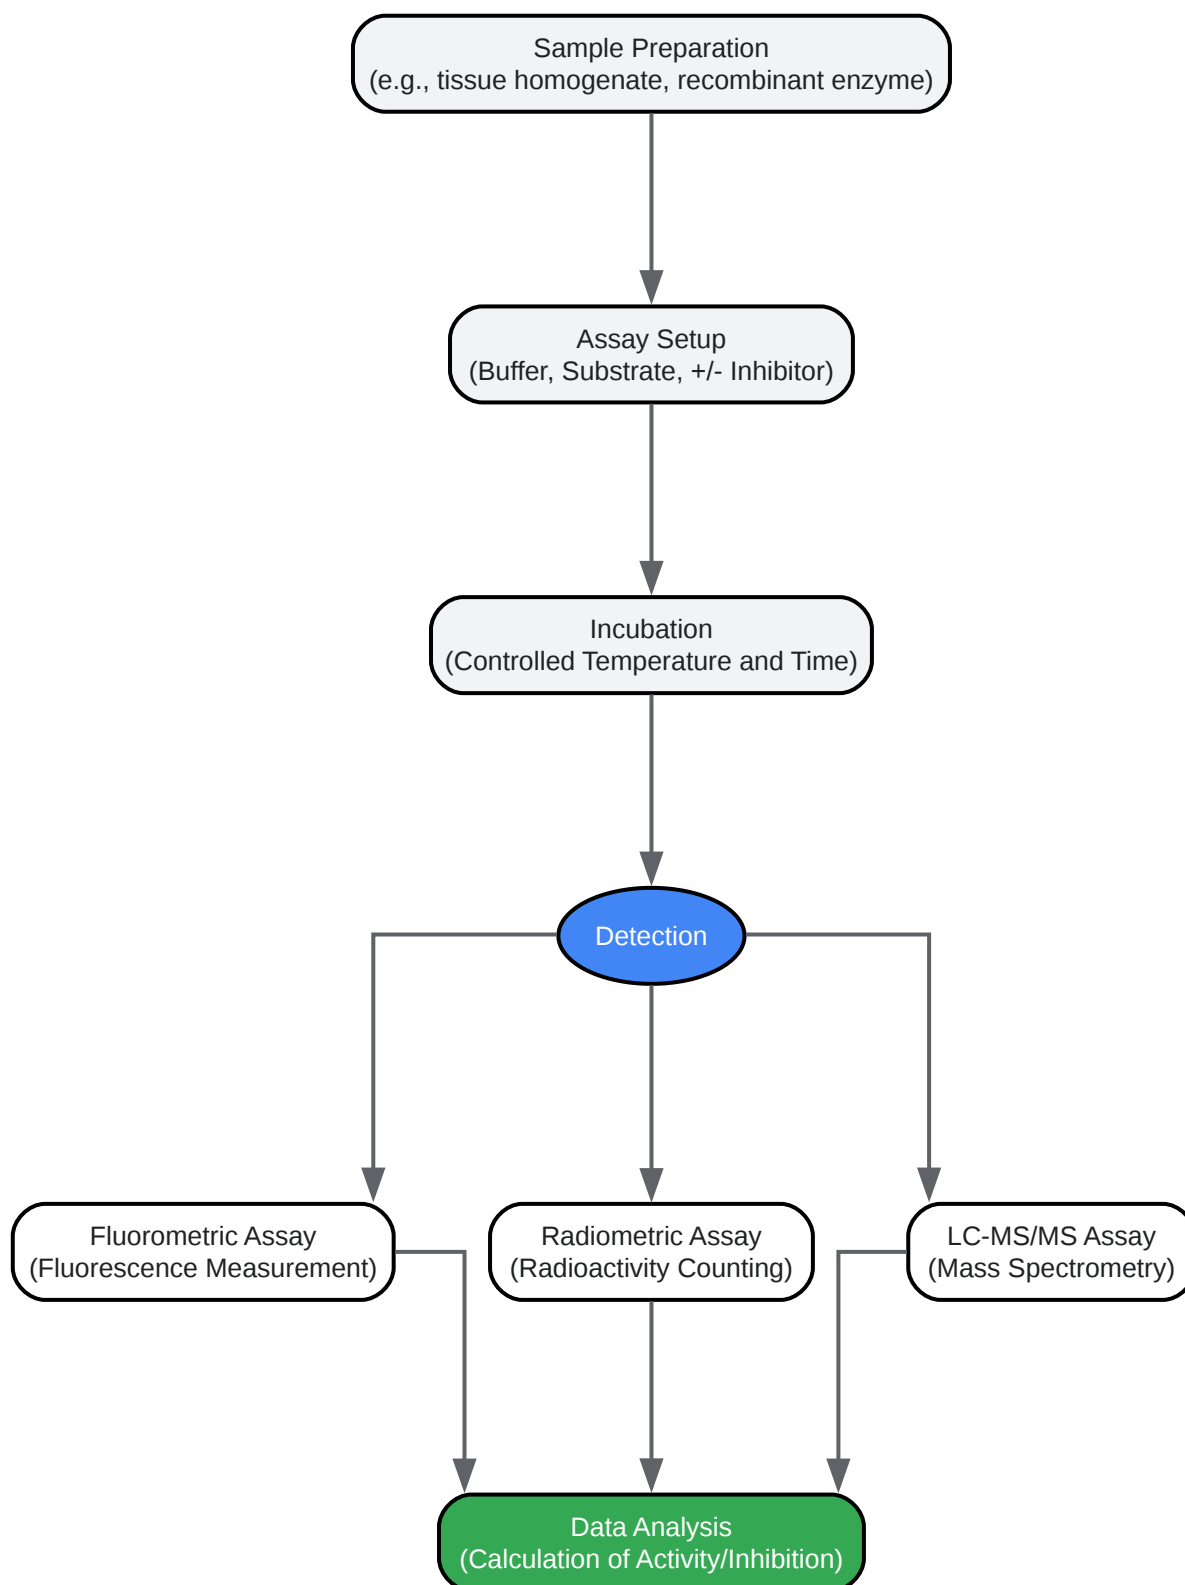 Sample Preparation
(e.g., tissue homogenate, recombinant enzyme)
Assay Setup
(Buffer, Substrate, +/- Inhibitor)
Incubation
(Controlled Temperature and Time)
Detection
Fluorometric Assay
(Fluorescence Measurement)
Radiometric Assay
(Radioactivity Counting)
LC-MS/MS Assay
(Mass Spectrometry)
Data Analysis
(Calculation of Activity/Inhibition)